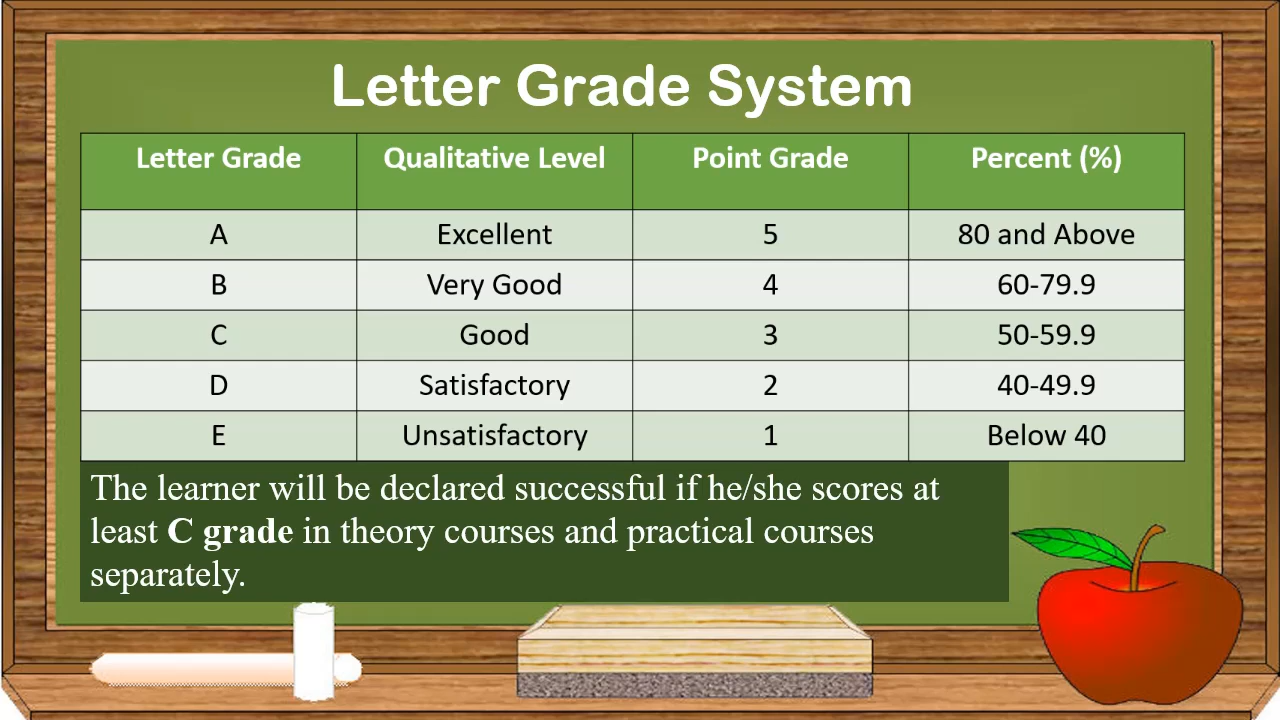 Letter Grade System
Letter Grade Qualitative Level Point Grade Percent (%)
A Excellent 5 80 and Above
B Very Good 4 60-79.9
C Good 3 50-59.9
D Satisfactory 2 40-49.9
E Unsatisfactory 1 Below 40
The learner will be declared successful if he/she scores at
least C grade in theory courses and practical courses
separately.